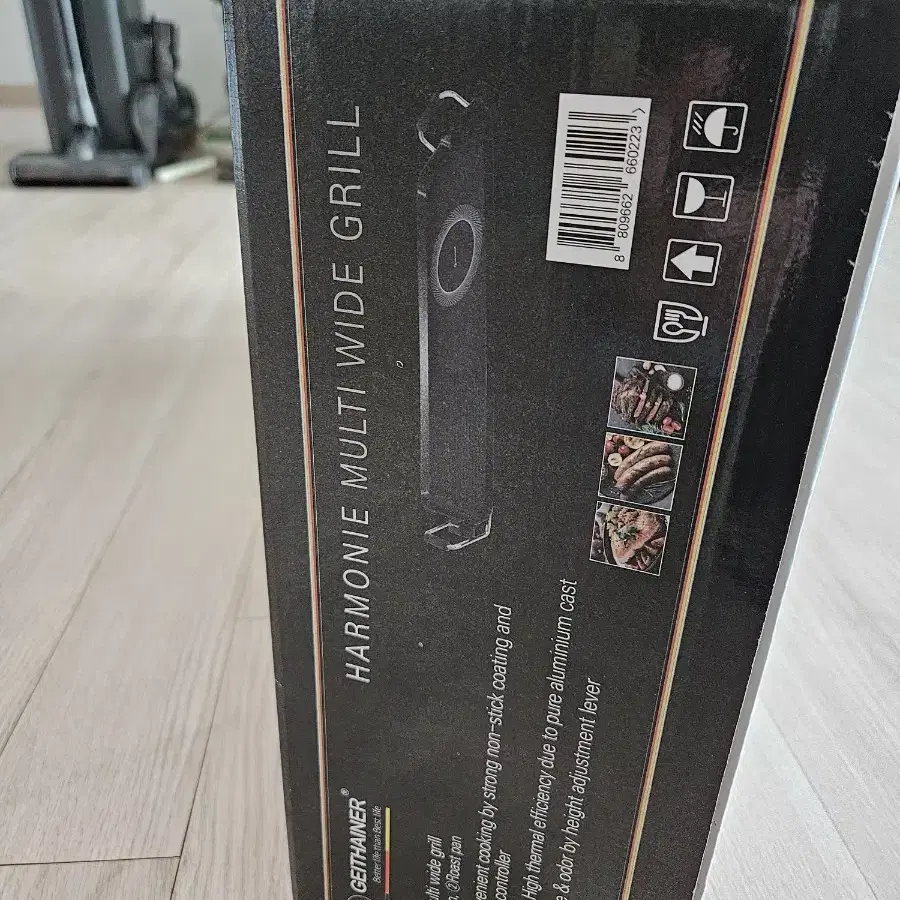 HARMONIE MULTI WIDE GRILL
8 809662 660223 >
GEITHAINER®
Better life than Best life
wide grill
②Roast pan
cooking by strong non-stick coating and
controller
High thermal efficiency due to pure aluminium cast
& odor by height adjustment lever